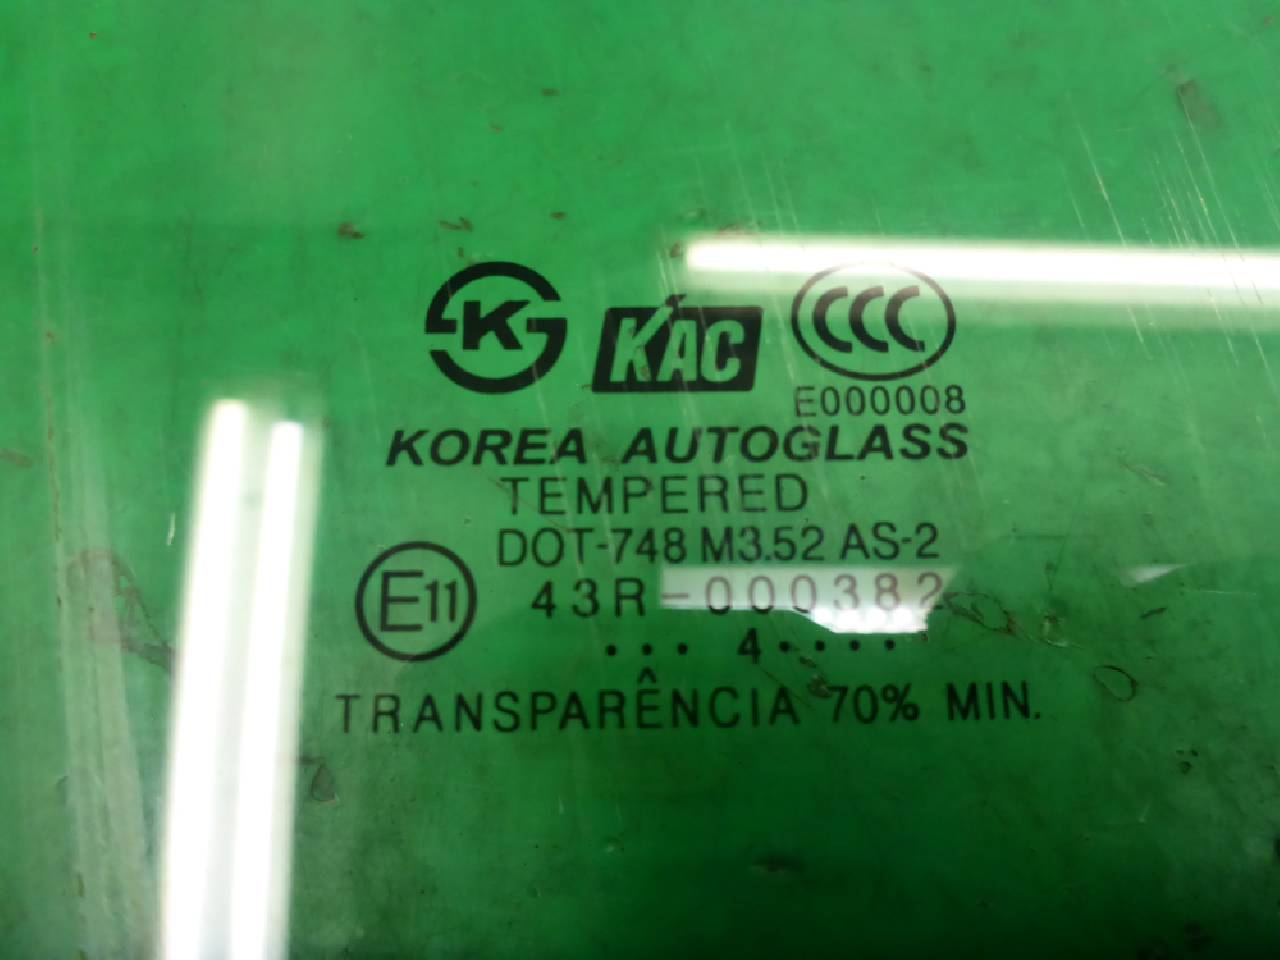 K KAC CCC
E000008
KOREA AUTOGLASS
TEMPERED
DOT-748 M3.52 AS-2
E11 43R-000382
... 4....
TRANSPARÊNCIA 70% MIN.